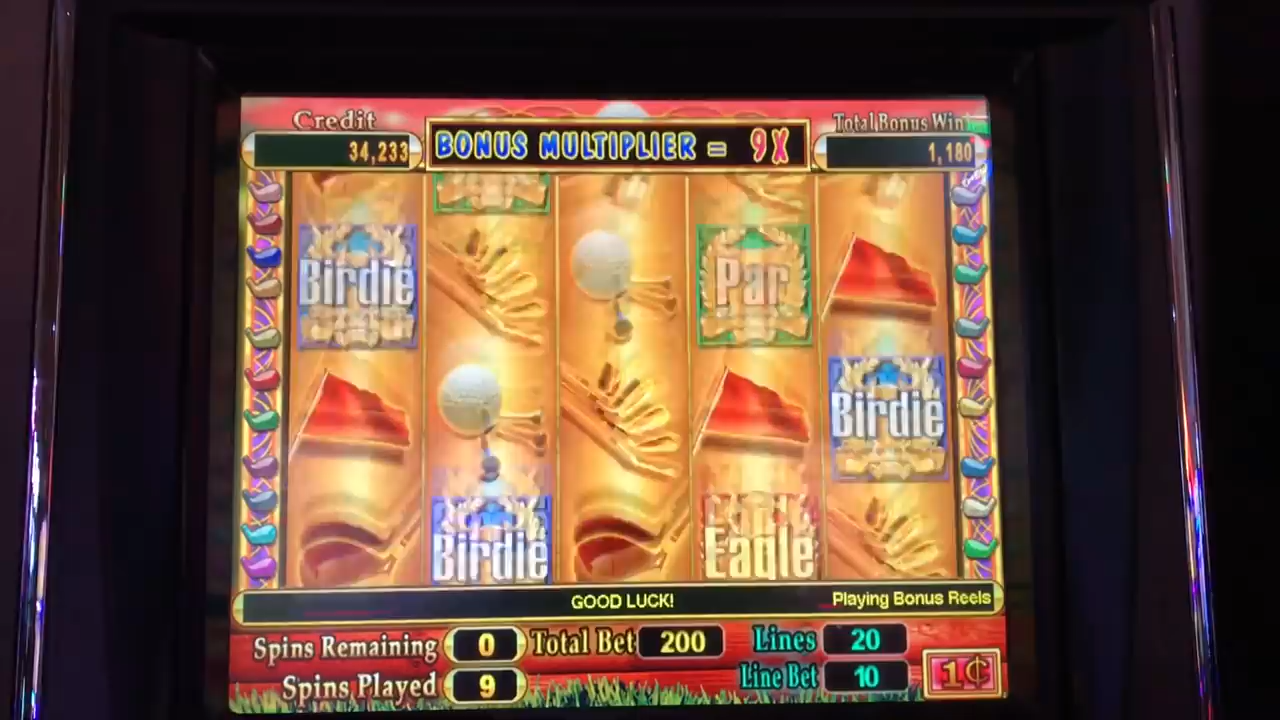 Credit
34,233
BONUS MULTIPLIER = 9X
Total Bonus Win
1,180
Birdie
Par
Birdie
Birdie
Eagle
GOOD LUCK!
Playing Bonus Reels
Spins Remaining 0
Total Bet 200
Lines 20
Spins Played 9
Line Bet 10
1¢